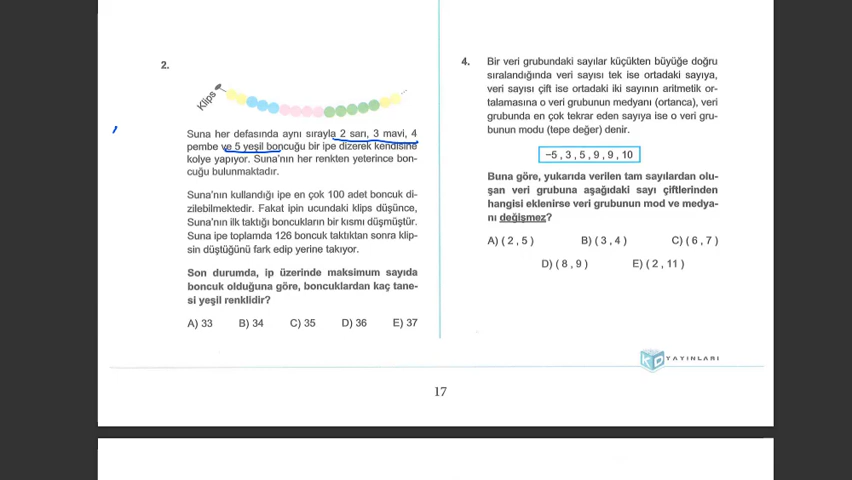 2.
Klips
Suna her defasında aynı sırayla 2 sarı, 3 mavi, 4
pembe ve 5 yeşil boncuğu bir ipe dizerek kendisine
kolye yapıyor. Suna'nın her renkten yeterince bon-
cuğu bulunmaktadır.
Suna'nın kullandığı ipe en çok 100 adet boncuk di-
zilebilmektedir. Fakat ipin ucundaki klips düşünce,
Suna'nın ilk taktığı boncukların bir kısmı düşmüştür.
Suna ipe toplamda 126 boncuk taktıktan sonra klip-
sin düştüğünü fark edip yerine takıyor.
Son durumda, ip üzerinde maksimum sayıda
boncuk olduğuna göre, boncuklardan kaç tane-
si yeşil renklidir?
A) 33 B) 34 C) 35 D) 36 E) 37
4. Bir veri grubundaki sayılar küçükten büyüğe doğru
sıralandığında veri sayısı tek ise ortadaki sayıya,
veri sayısı çift ise ortadaki iki sayının aritmetik or-
talamasına o veri grubunun medyanı (ortanca), veri
grubunda en çok tekrar eden sayıya ise o veri gru-
bunun modu (tepe değer) denir.
−5 , 3 , 5 , 9 , 9 , 10
Buna göre, yukarıda verilen tam sayılardan olu-
şan veri grubuna aşağıdaki sayı çiftlerinden
hangisi eklenirse veri grubunun mod ve medya-
nı değişmez?
A) ( 2 , 5 ) B) ( 3 , 4 ) C) ( 6 , 7 )
D) ( 8 , 9 ) E) ( 2 , 11 )
KD YAYINLARI
17